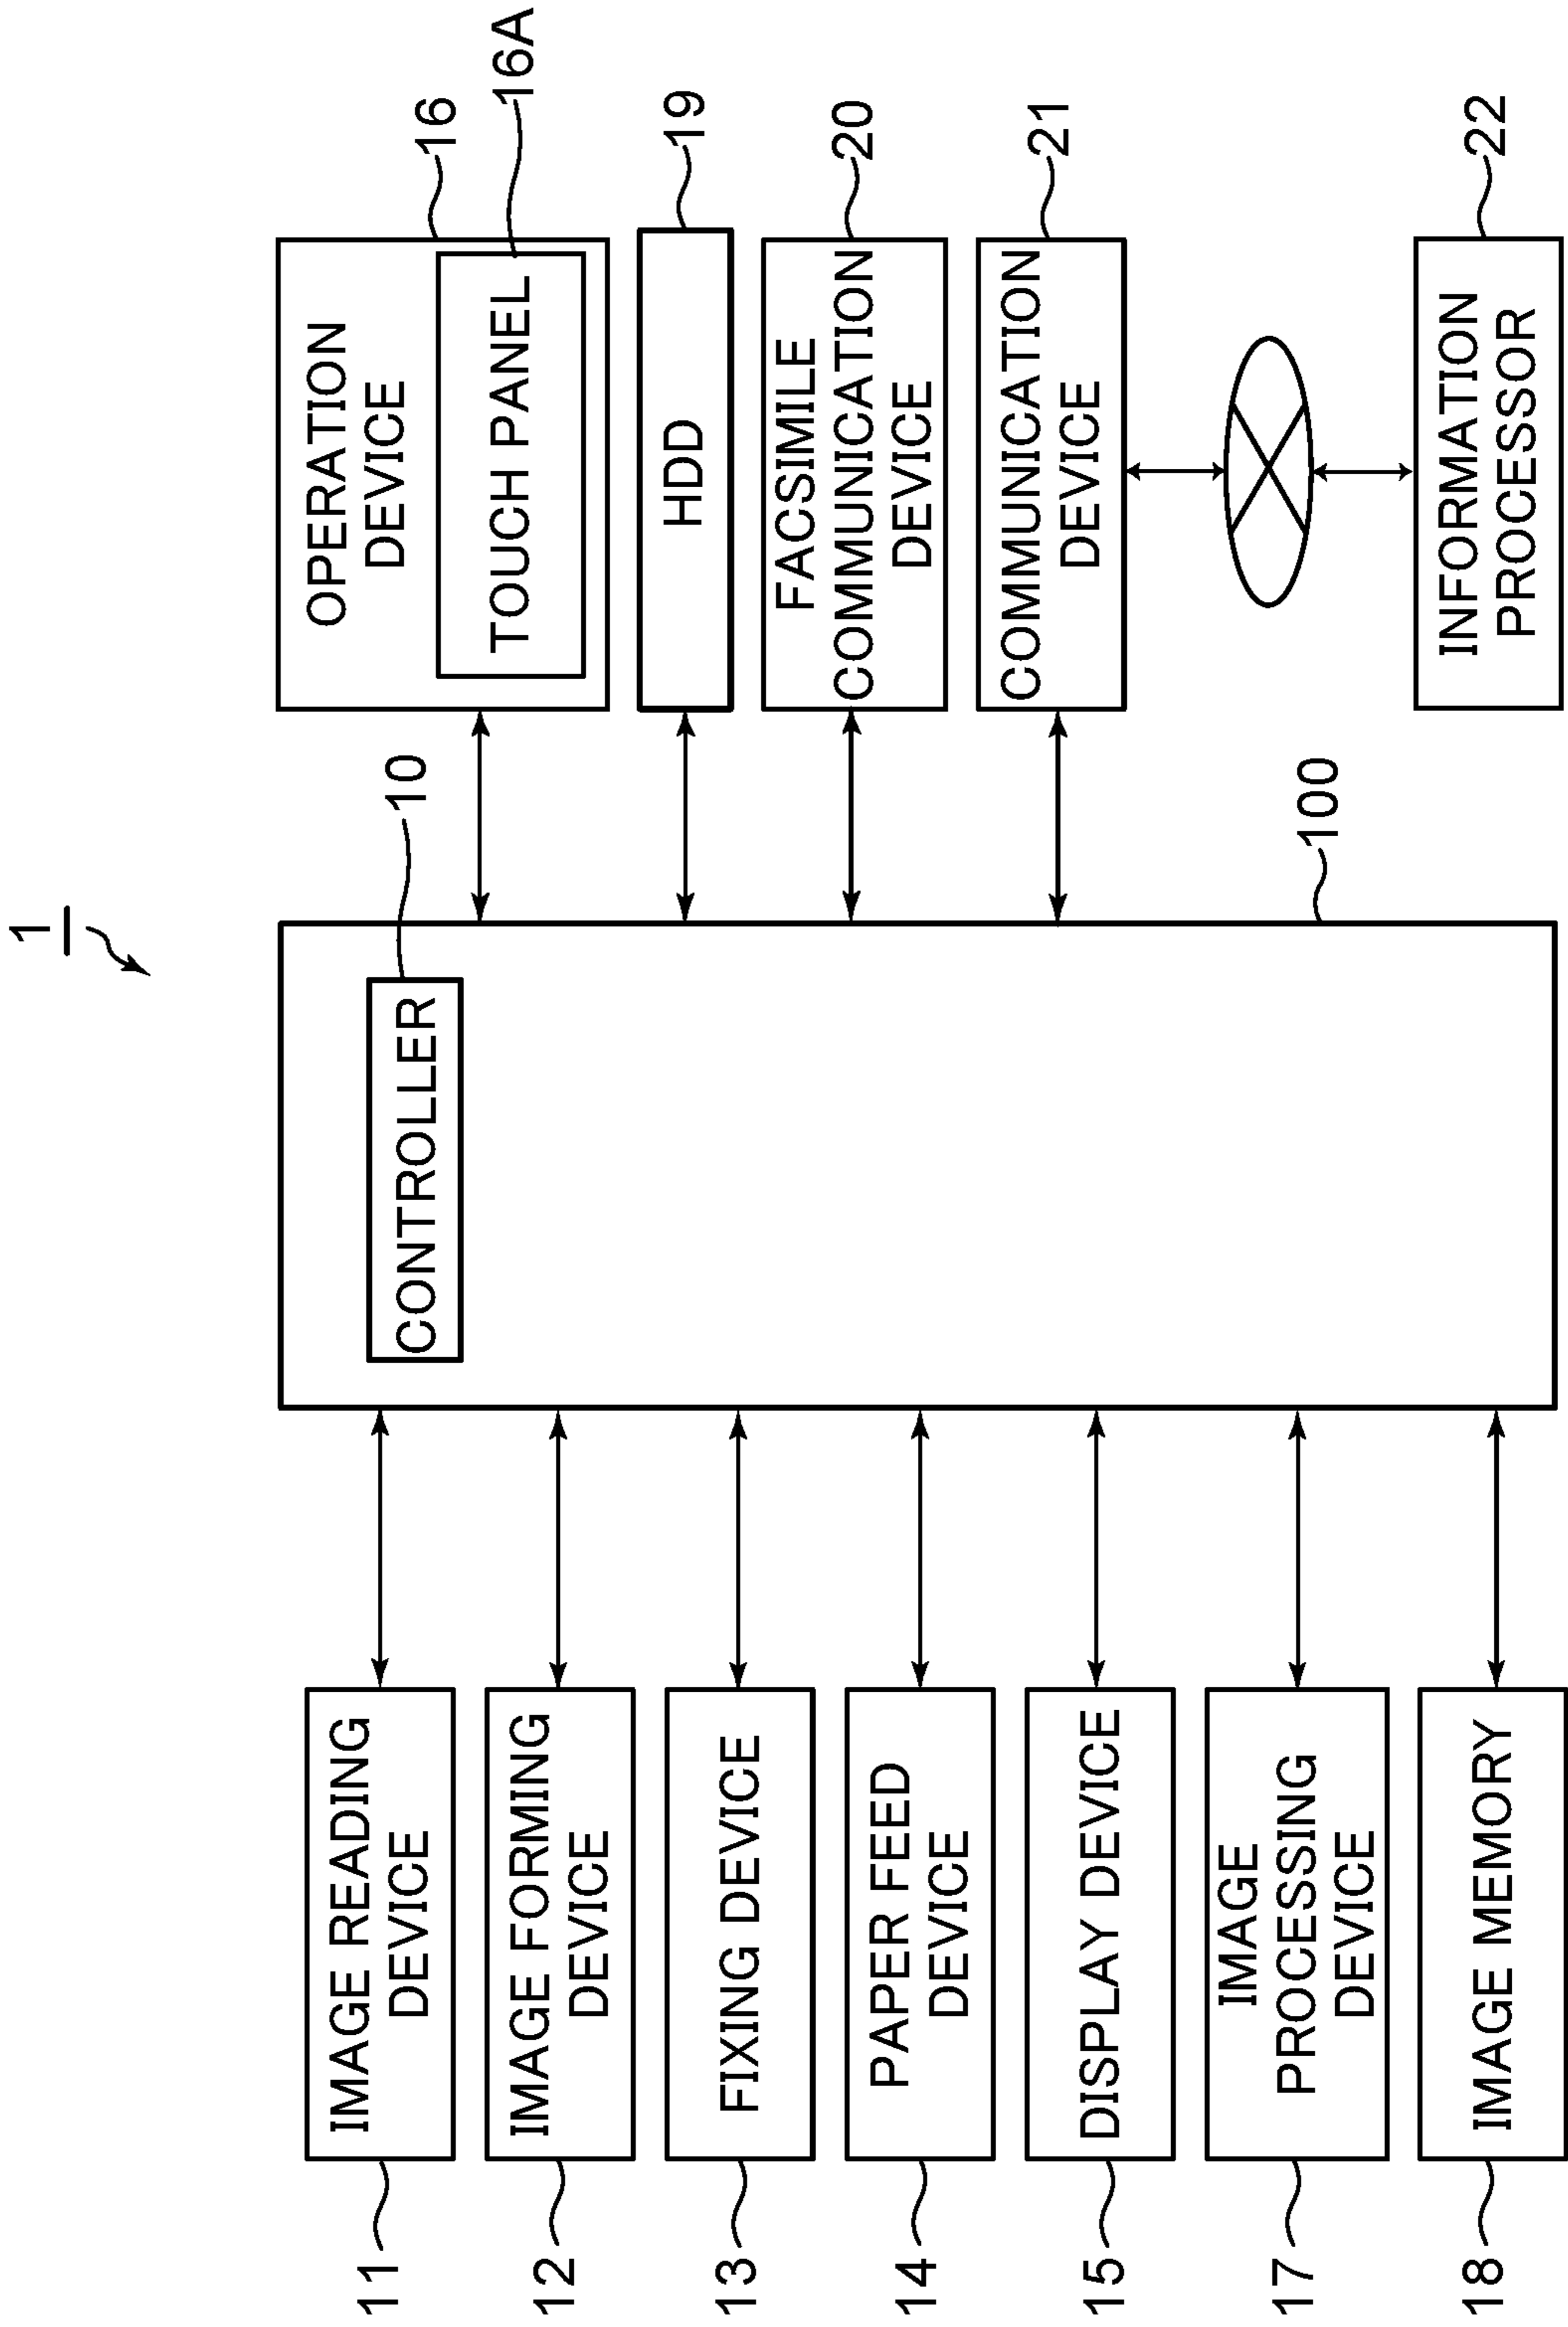 1
10
CONTROLLER
100
11
IMAGE READING
DEVICE
12
IMAGE FORMING
DEVICE
13
FIXING DEVICE
14
PAPER FEED
DEVICE
15
DISPLAY DEVICE
17
IMAGE
PROCESSING
DEVICE
18
IMAGE MEMORY
OPERATION
DEVICE
16
TOUCH PANEL
16A
HDD
19
FACSIMILE
COMMUNICATION
DEVICE
20
COMMUNICATION
DEVICE
21
INFORMATION
PROCESSOR
22